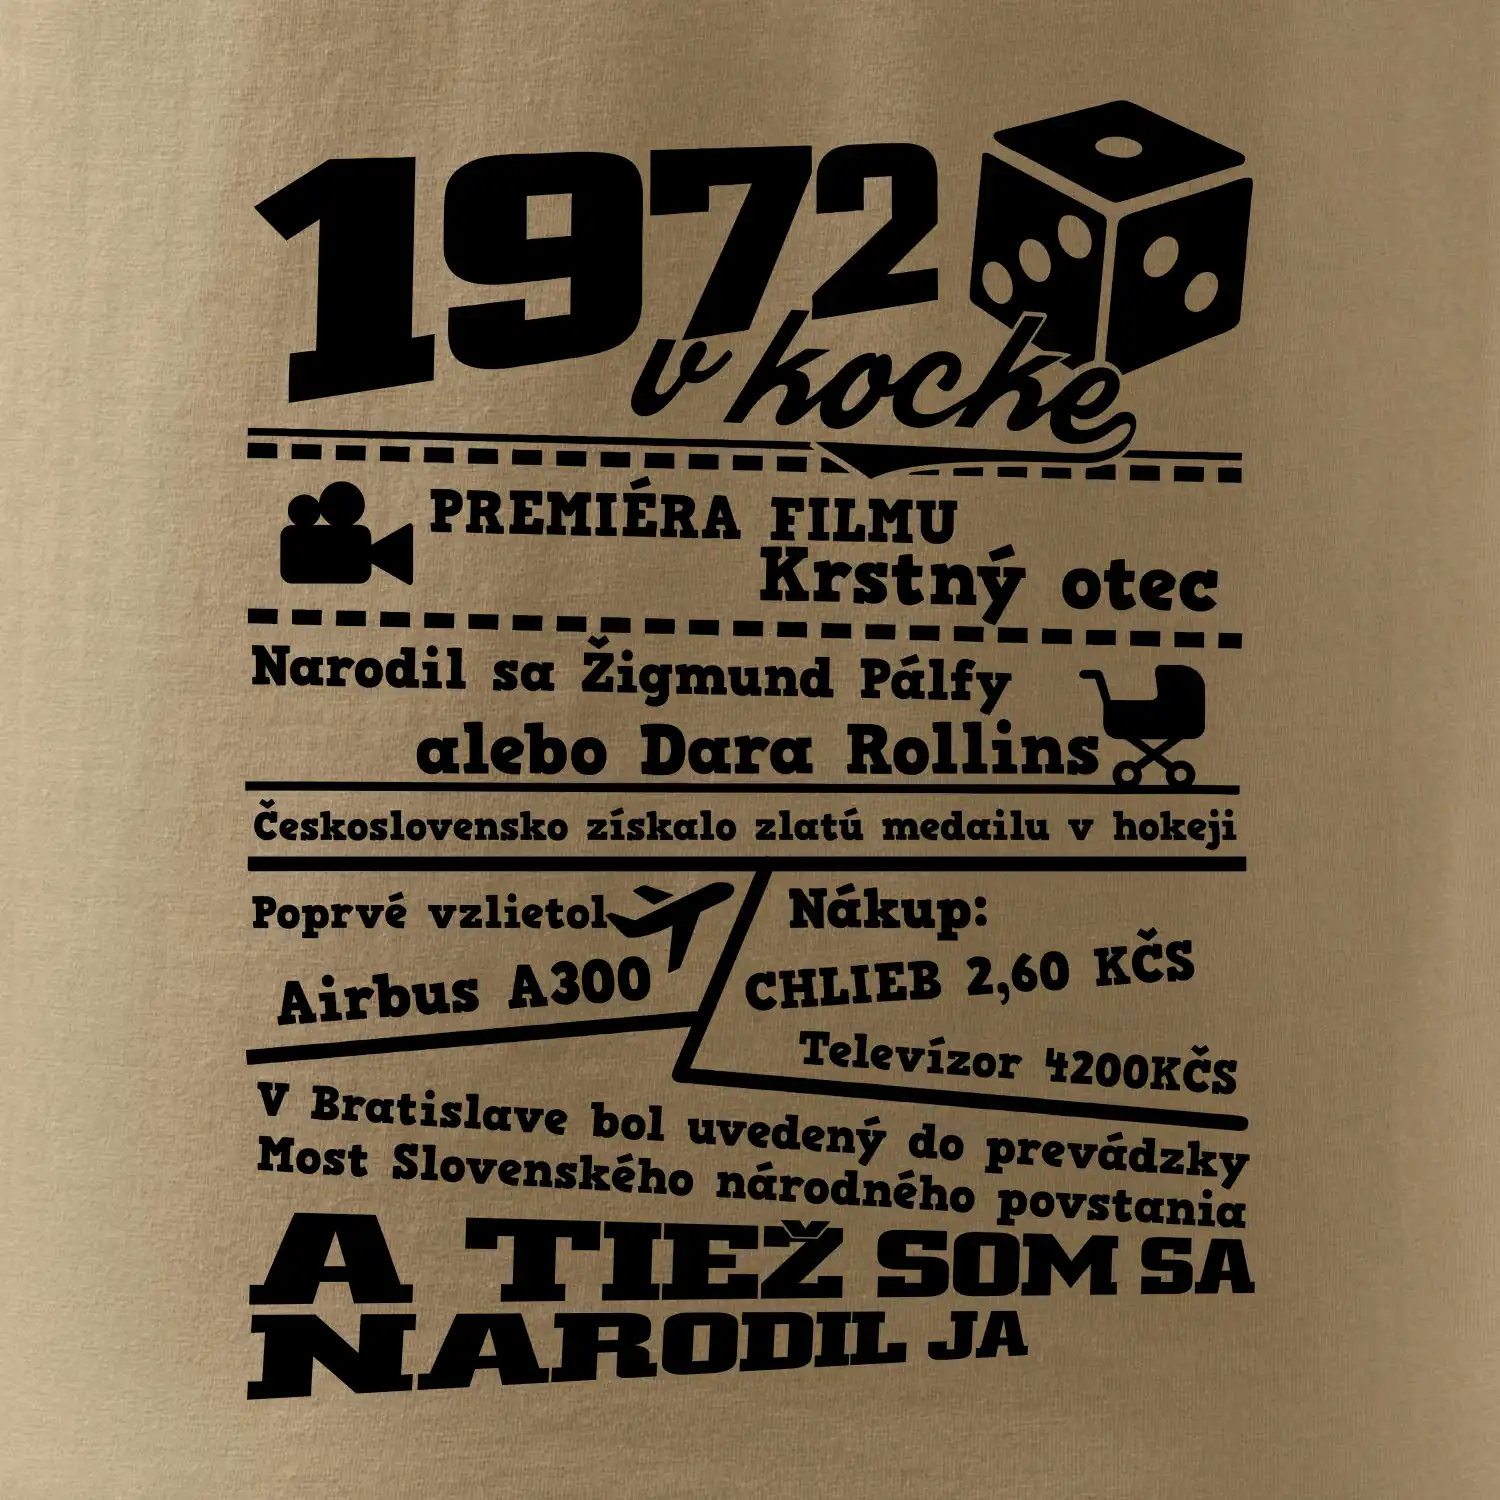 1972
v kocke
PREMIÉRA FILMU
Krstný otec
Narodil sa Žigmund Pálfy
alebo Dara Rollins
Československo získalo zlatú medailu v hokeji
Poprvé vzlietol
Airbus A300
Nákup:
CHLIEB 2,60 KČS
Televízor 4200KČS
V Bratislave bol uvedený do prevádzky
Most Slovenského národného povstania
A TIEŽ SOM SA
NARODIL JA